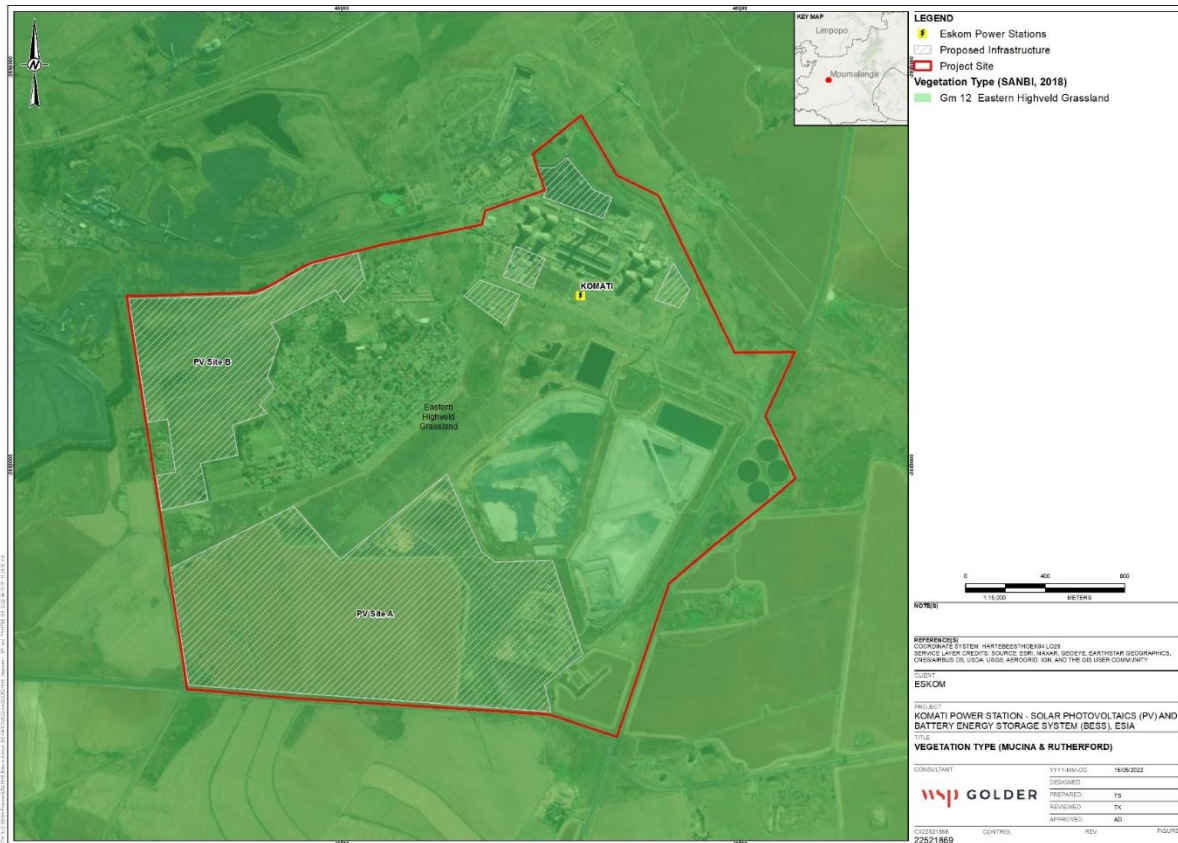 KEY MAP
Limpopo
Mpumalanga
KOMATI
PV Site B
Eastern
Highveld
Grassland
PV Site A
LEGEND
Eskom Power Stations
Proposed Infrastructure
Project Site
Vegetation Type (SANBI, 2018)
Gm 12 Eastern Highveld Grassland
0 400 800
1:15,000 METERS
NOTE(S)
REFERENCE(S)
COORDINATE SYSTEM: HARTEBEESTHOEK94 LO29
SERVICE LAYER CREDITS: SOURCE: ESRI, MAXAR, GEOEYE, EARTHSTAR GEOGRAPHICS,
CNES/AIRBUS DS, USDA, USGS, AEROGRID, IGN, AND THE GIS USER COMMUNITY
CLIENT
ESKOM
PROJECT
KOMATI POWER STATION - SOLAR PHOTOVOLTAICS (PV) AND
BATTERY ENERGY STORAGE SYSTEM (BESS), ESIA
TITLE
VEGETATION TYPE (MUCINA & RUTHERFORD)
CONSULTANT
wsp GOLDER
YYYY-MM-DD 15/05/2022
DESIGNED
PREPARED TS
REVIEWED TK
APPROVED AD
CONTROL REV. FIGURE
22521869